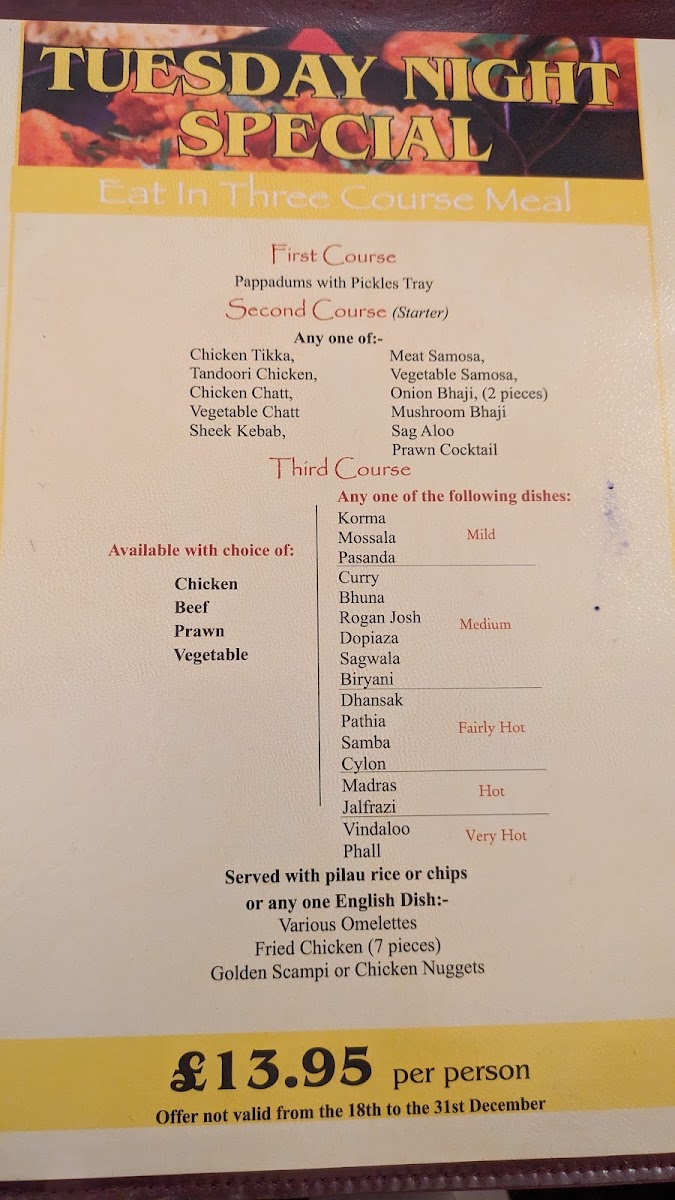 TUESDAY NIGHT
SPECIAL
Eat In Three Course Meal
First Course
Pappadums with Pickles Tray
Second Course (Starter)
Any one of:-
Chicken Tikka,
Tandoori Chicken,
Chicken Chatt,
Vegetable Chatt
Sheek Kebab,
Meat Samosa,
Vegetable Samosa,
Onion Bhaji, (2 pieces)
Mushroom Bhaji
Sag Aloo
Prawn Cocktail
Third Course
Available with choice of:
Chicken
Beef
Prawn
Vegetable
Any one of the following dishes:
Korma
Mossala
Pasanda
Mild
Curry
Bhuna
Rogan Josh
Dopiaza
Sagwala
Biryani
Medium
Dhansak
Pathia
Samba
Cylon
Fairly Hot
Madras
Jalfrazi
Hot
Vindaloo
Phall
Very Hot
Served with pilau rice or chips
or any one English Dish:-
Various Omelettes
Fried Chicken (7 pieces)
Golden Scampi or Chicken Nuggets
£13.95 per person
Offer not valid from the 18th to the 31st December